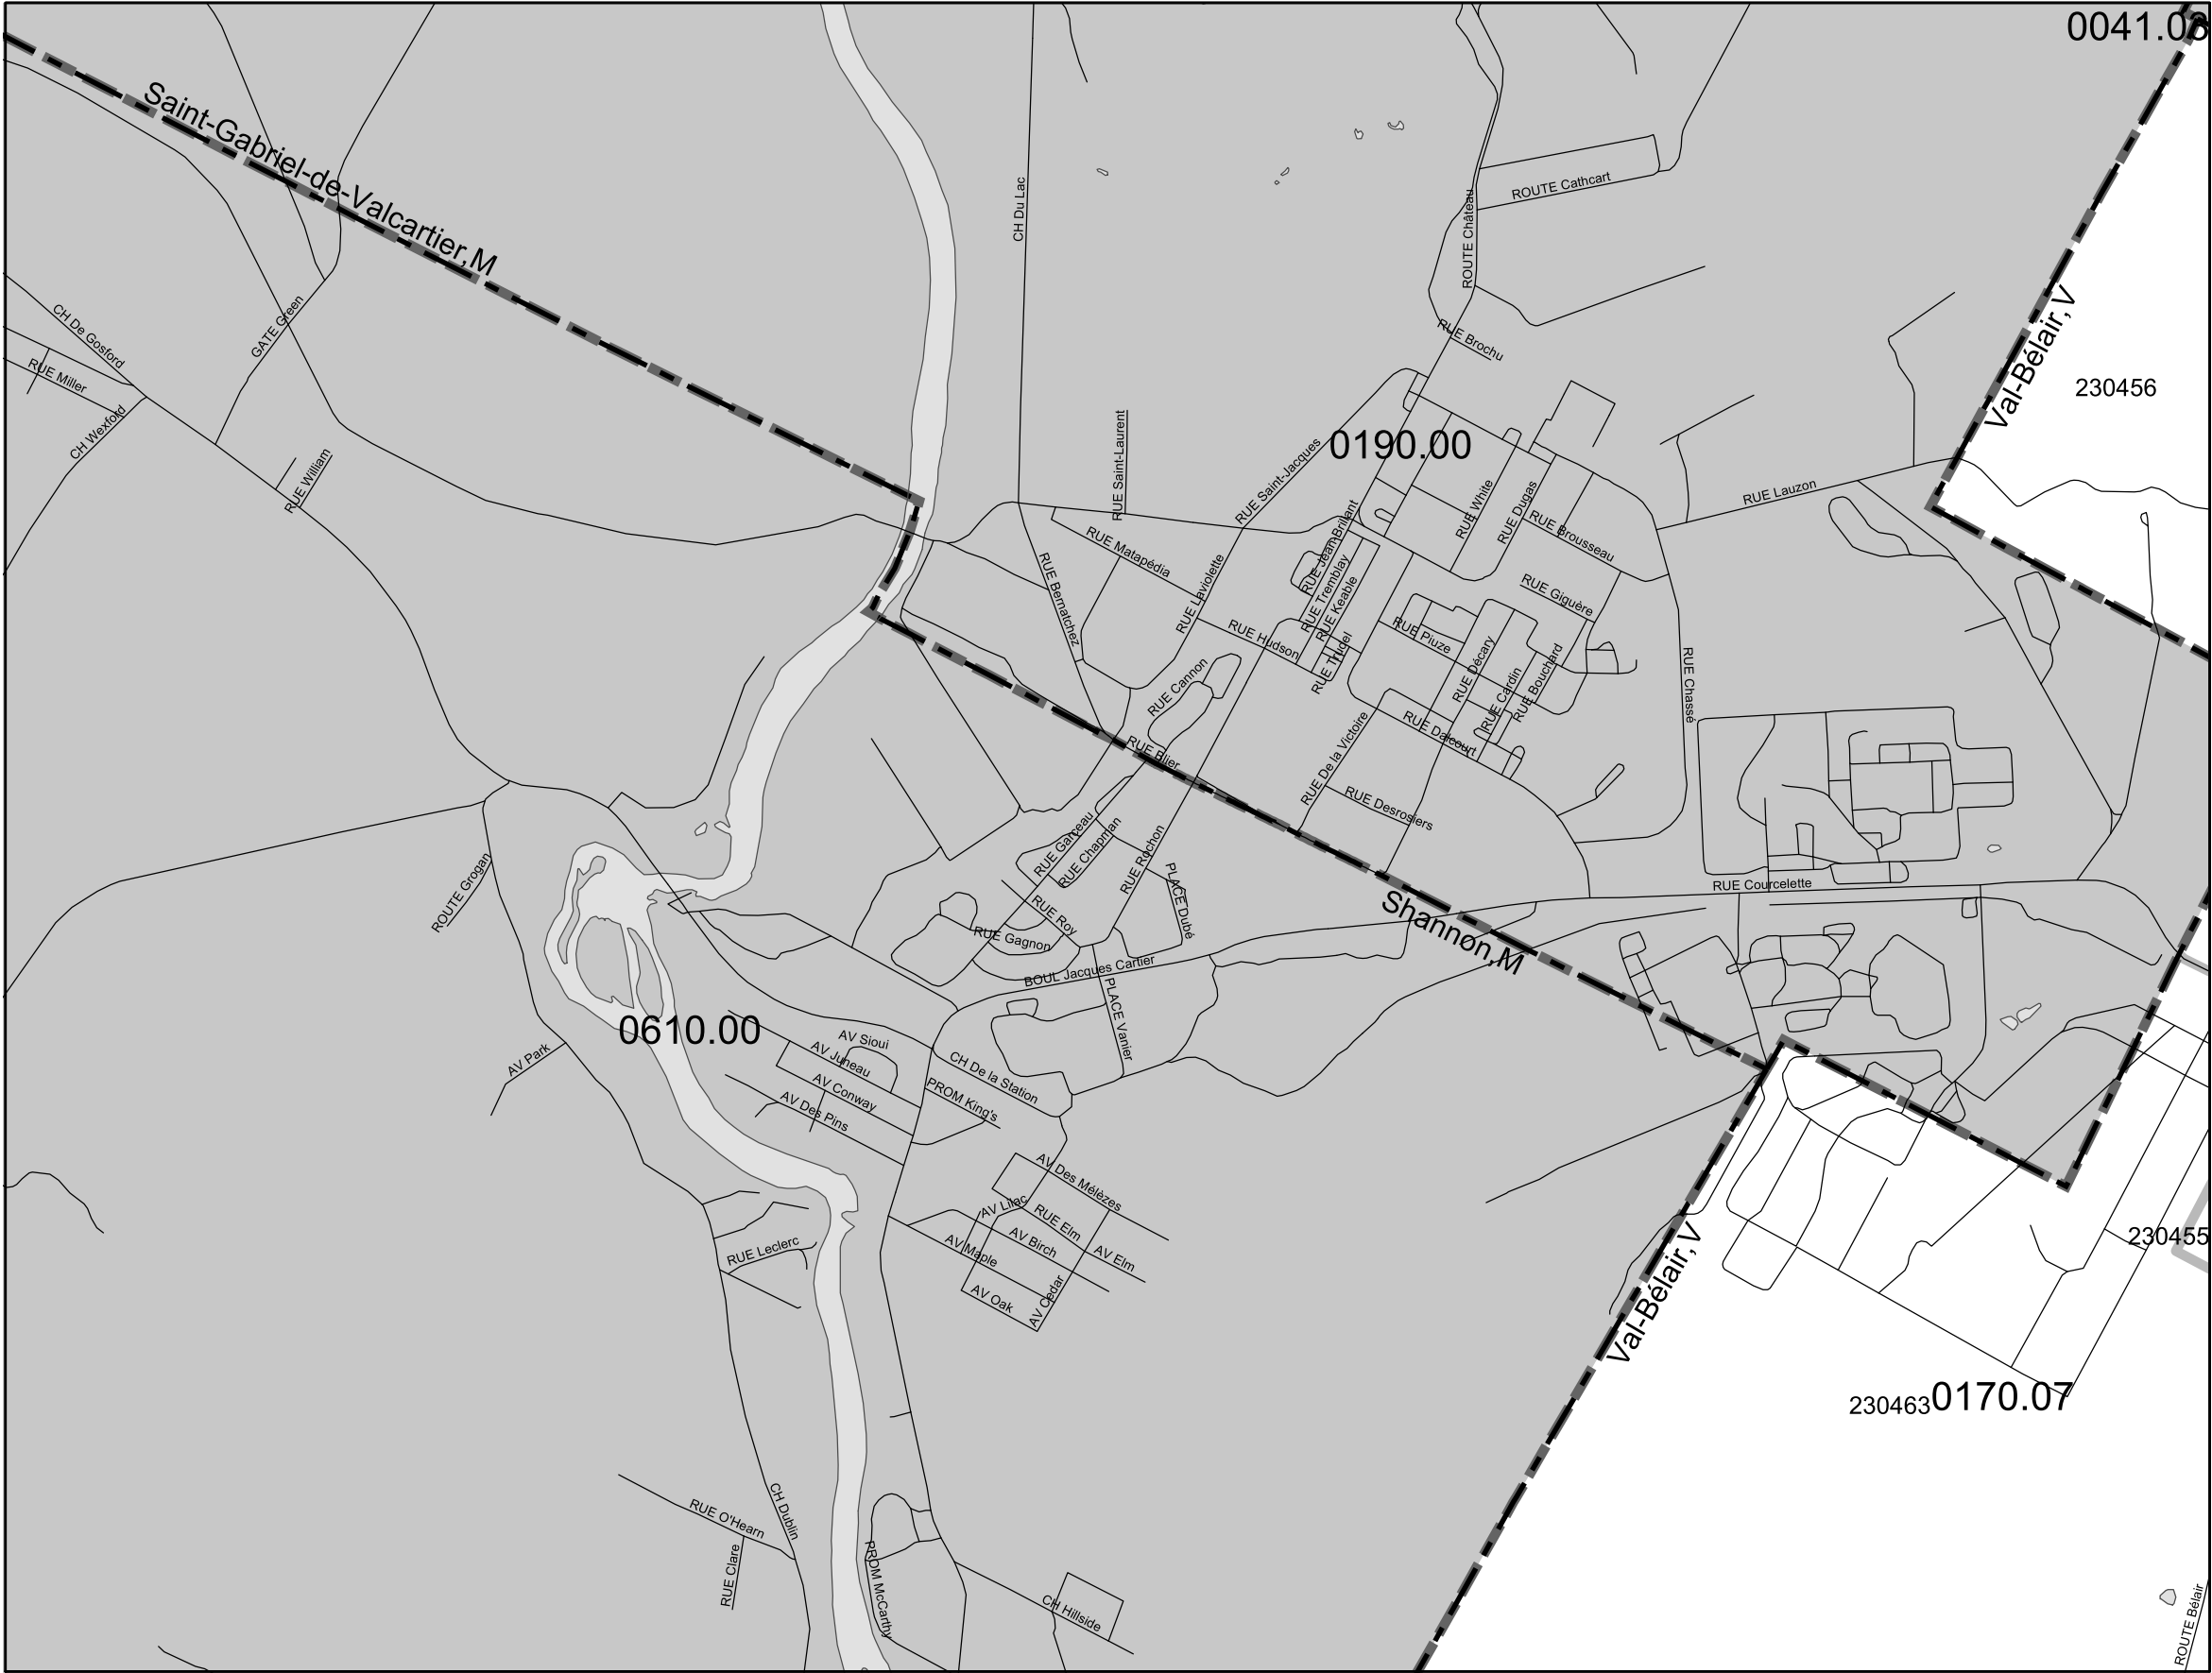 0041.03
Saint-Gabriel-de-Valcartier,M
CH Du Lac
ROUTE Château
ROUTE Cathcart
Val-Bélair,V
230456
CH De Gosford
GATE Green
RUE Miller
CH Wexford
RUE William
RUE Brochu
0190.00
RUE Saint-Laurent
RUE Saint-Jacques
RUE White
RUE Dugas
RUE Brousseau
RUE Lauzon
RUE Matapédia
RUE Bernatchez
RUE Laviolette
RUE Jean-Brillant
RUE Tremblay
RUE Keable
RUE Trudel
RUE Hudson
RUE Giguère
RUE Piuze
RUE Décary
RUE Cardin
RUE Bouchard
RUE Chassé
RUE Cannon
RUE Blier
RUE De la Victoire
RUE Dalcourt
RUE Desrosiers
RUE Garceau
RUE Chapman
RUE Rochon
PLACE Dubé
RUE Courcelette
ROUTE Grogan
RUE Roy
RUE Gagnon
Shannon,M
BOUL Jacques Cartier
PLACE Vanier
0610.00
AV Park
AV Sioui
AV Juneau
AV Conway
AV Des Pins
CH De la Station
PROM King's
AV Des Mélèzes
AV Lilac
RUE Elm
AV Birch
AV Elm
AV Maple
AV Oak
AV Cedar
RUE Leclerc
230455
Val-Bélair,V
230463
0170.07
RUE O'Hearn
CH Dublin
RUE Clare
PROM McCarthy
CH Hillside
ROUTE Bélair